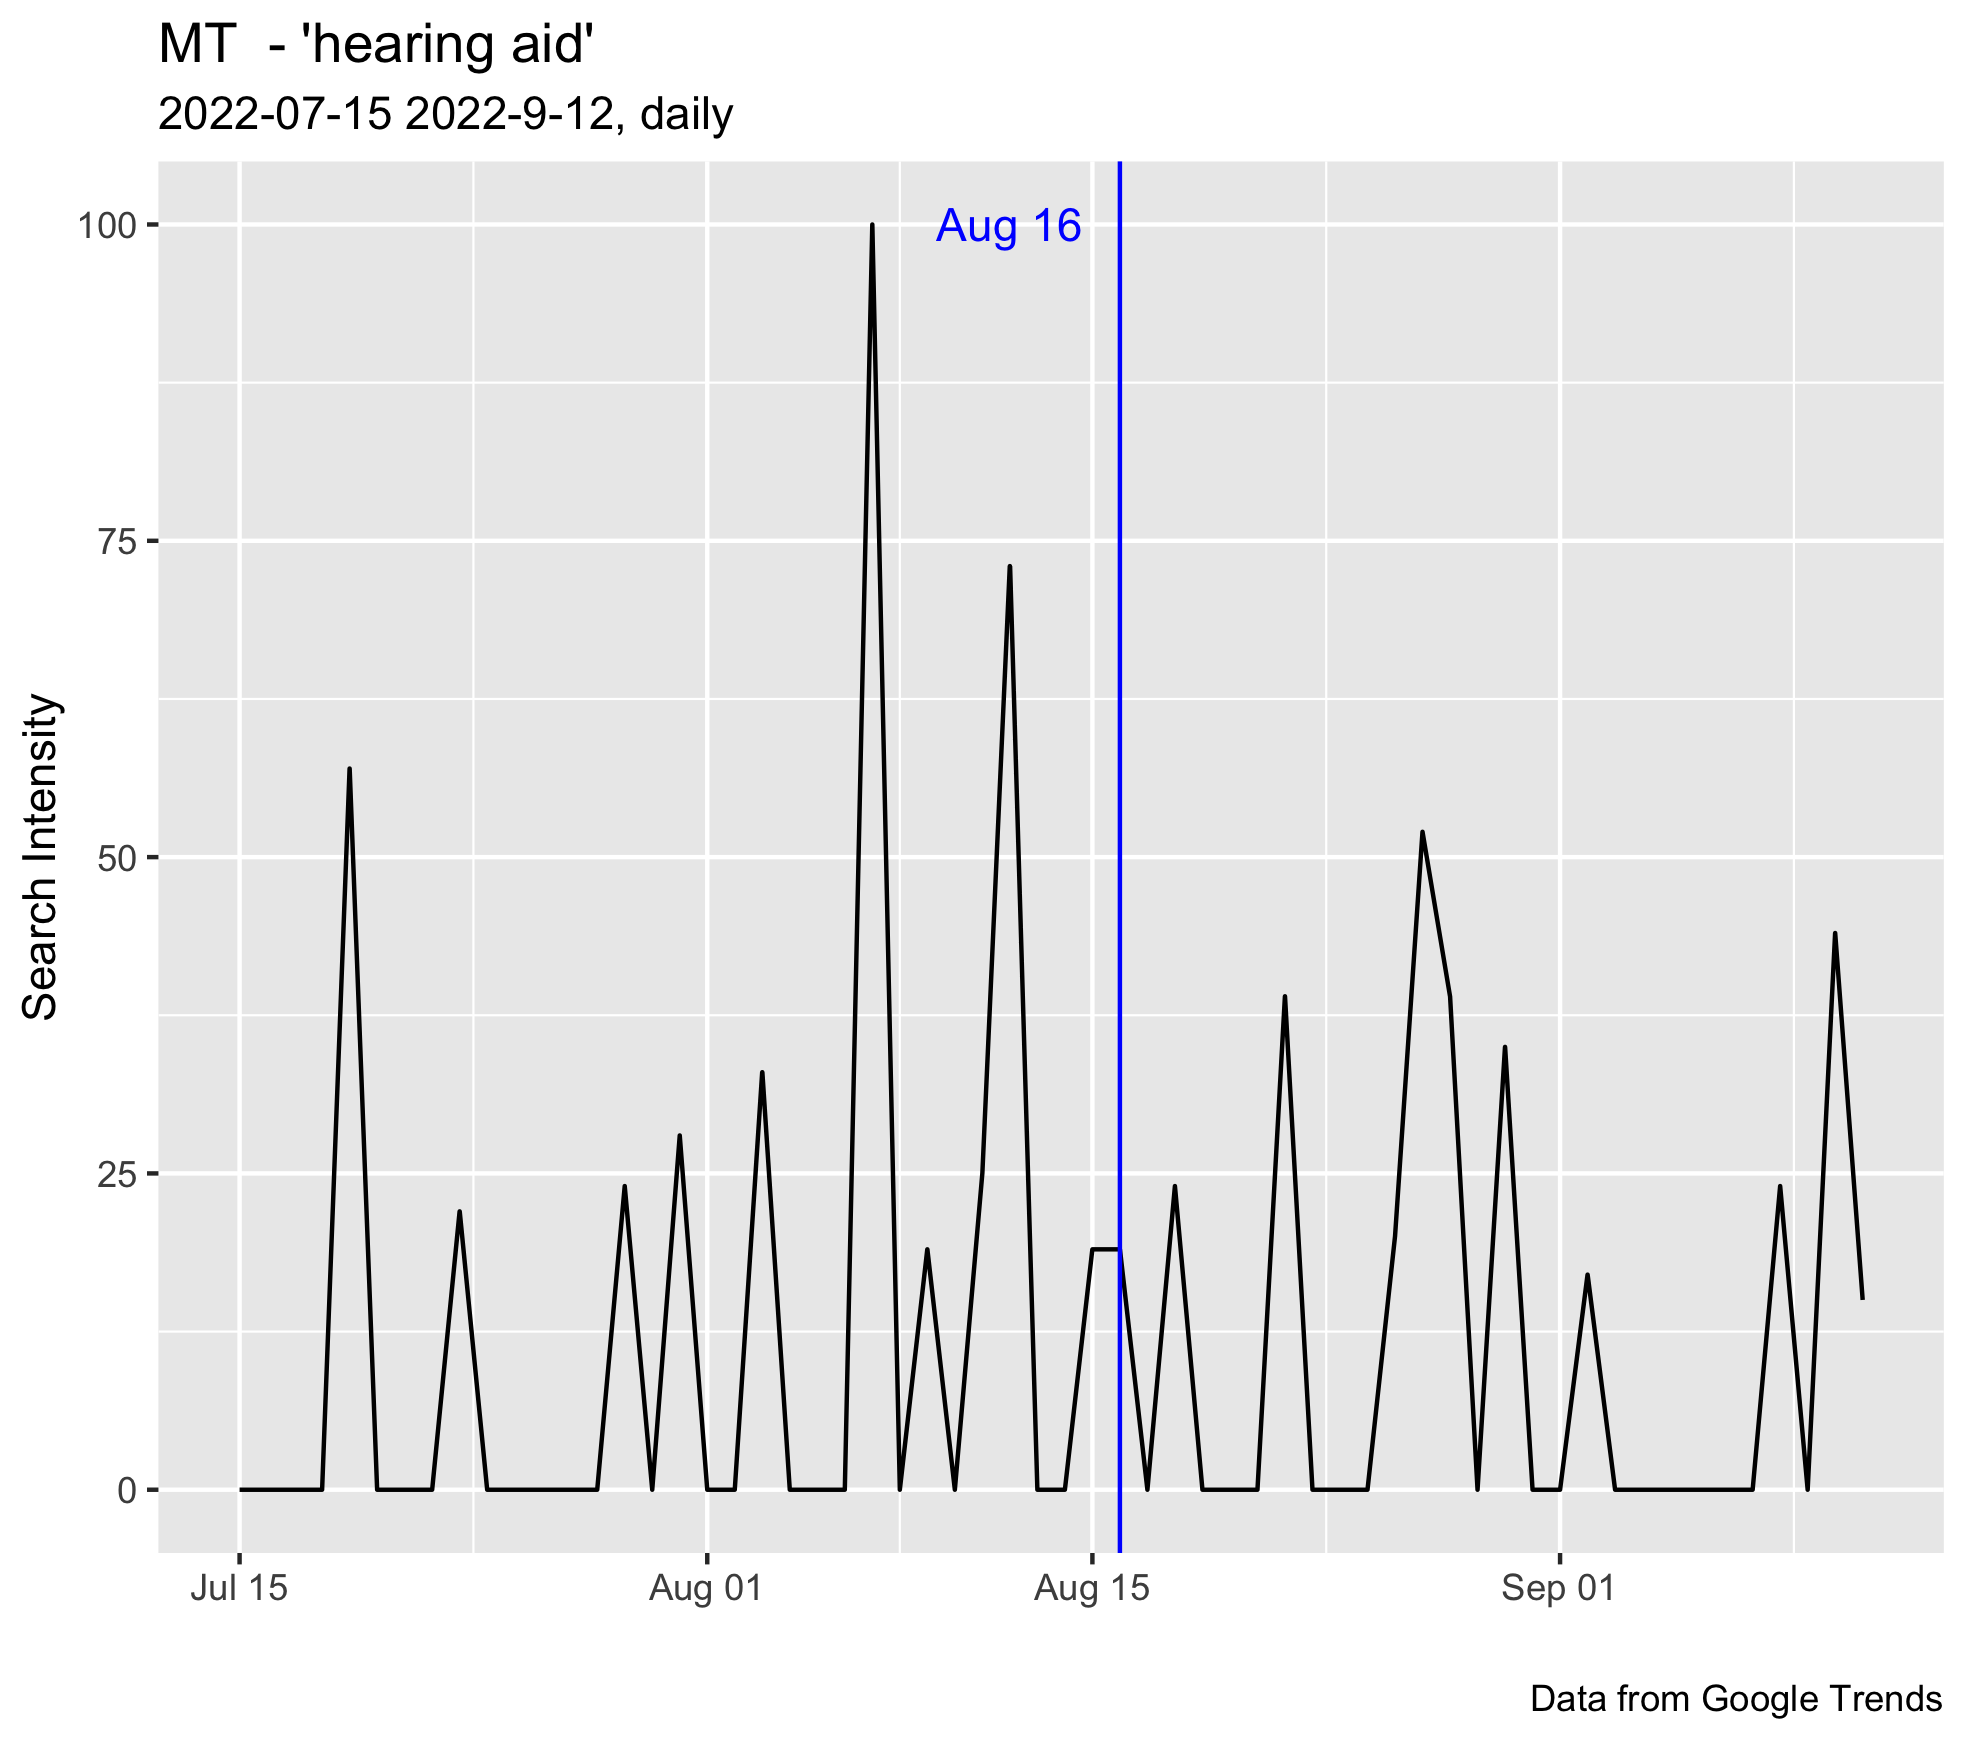 MT  - 'hearing aid'
2022-07-15 2022-9-12, daily
Aug 16
Search Intensity
100
75
50
25
0
Jul 15
Aug 01
Aug 15
Sep 01
Data from Google Trends